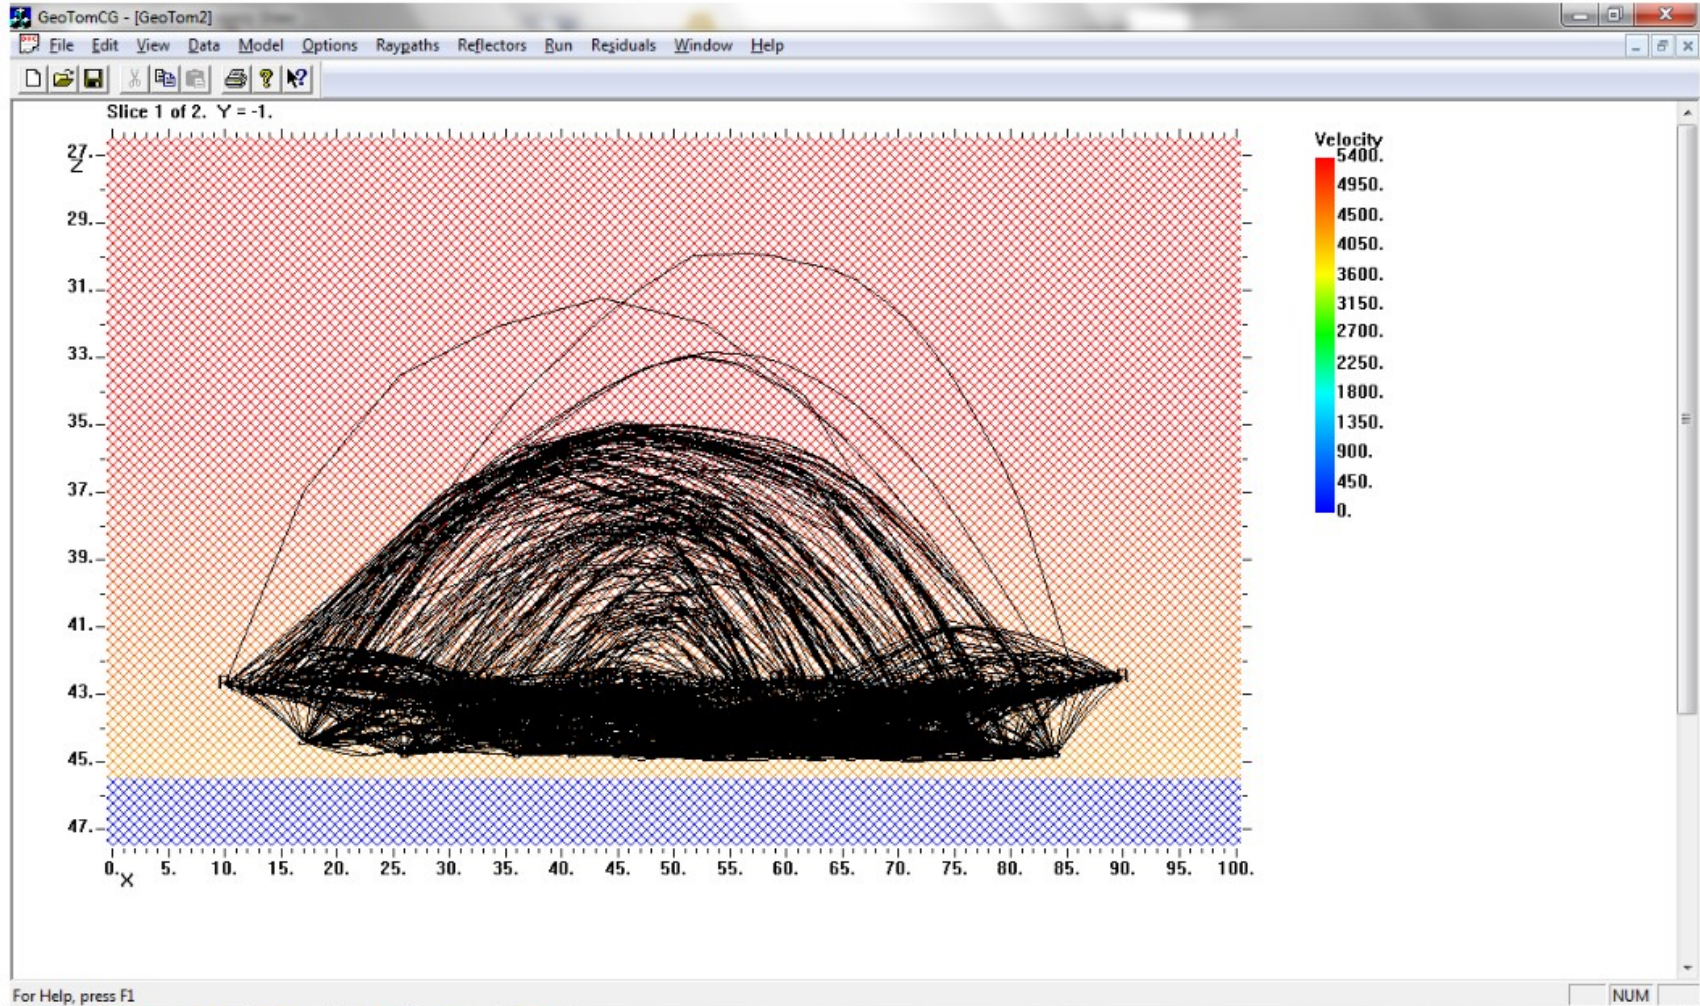 GeoTomCG - [GeoTom2]
File Edit View Data Model Options Raypaths Reflectors Run Residuals Window Help
Slice 1 of 2. Y = -1.
Velocity
5400.
4950.
4500.
4050.
3600.
3150.
2700.
2250.
1800.
1350.
900.
450.
0.
27.
Z
29.
31.
33.
35.
37.
39.
41.
43.
45.
47.
0. 5. 10. 15. 20. 25. 30. 35. 40. 45. 50. 55. 60. 65. 70. 75. 80. 85. 90. 95. 100.
X
For Help, press F1
NUM